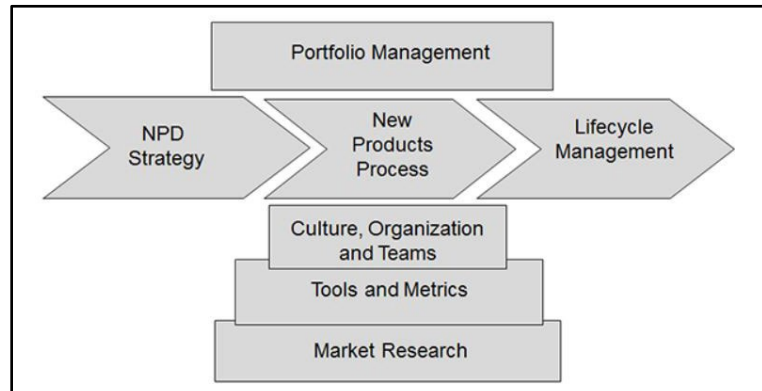 Portfolio Management
NPD
Strategy
New
Products
Process
Lifecycle
Management
Culture, Organization
and Teams
Tools and Metrics
Market Research